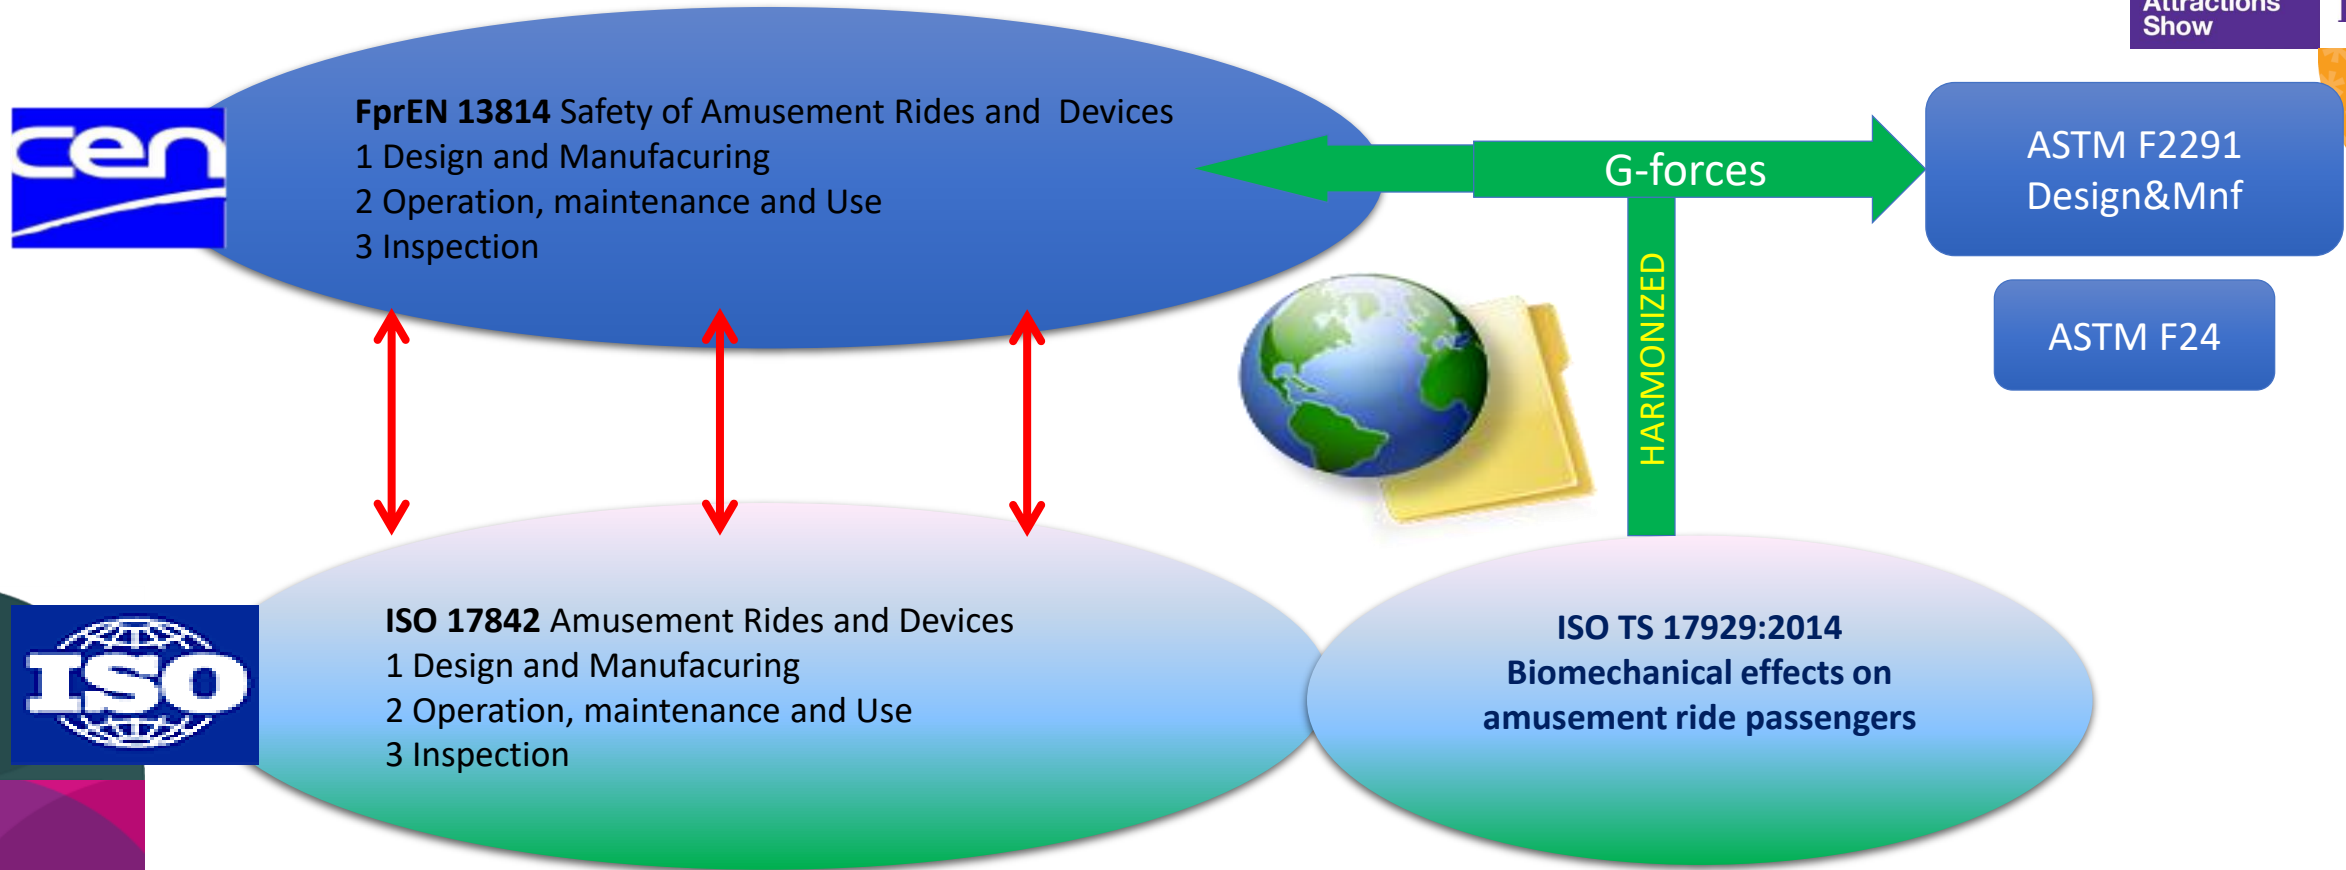 Attractions
Show
cen
FprEN 13814 Safety of Amusement Rides and Devices
1 Design and Manufacuring
2 Operation, maintenance and Use
3 Inspection
G-forces
HARMONIZED
ASTM F2291
Design&Mnf
ASTM F24
ISO
ISO 17842 Amusement Rides and Devices
1 Design and Manufacuring
2 Operation, maintenance and Use
3 Inspection
ISO TS 17929:2014
Biomechanical effects on
amusement ride passengers